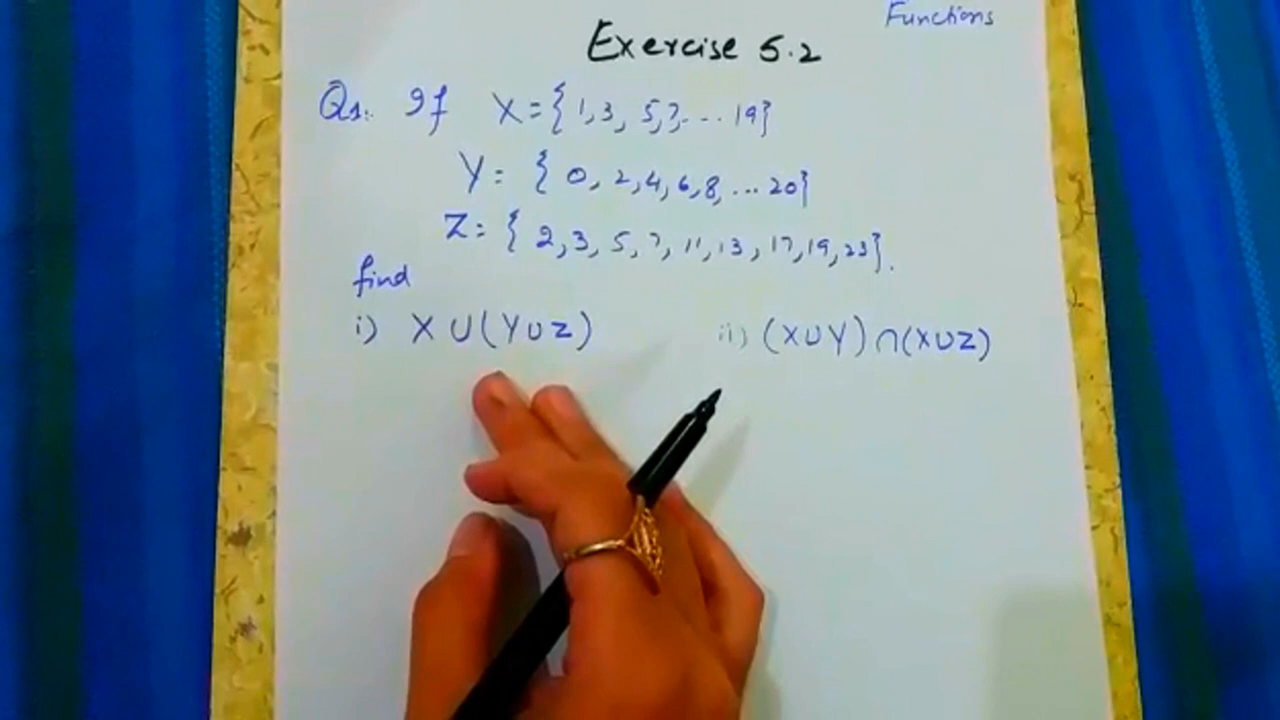 Functions
Exercise 5.2
Q1. If X = {1,3, 5,7,... 19}
Y = { 0, 2,4, 6,8, ... 20}
Z = { 2,3, 5, 7, 11,13, 17,19,23}.
find
i) X ∪ (Y ∪ Z) ii) (X ∪ Y) ∩ (X ∪ Z)